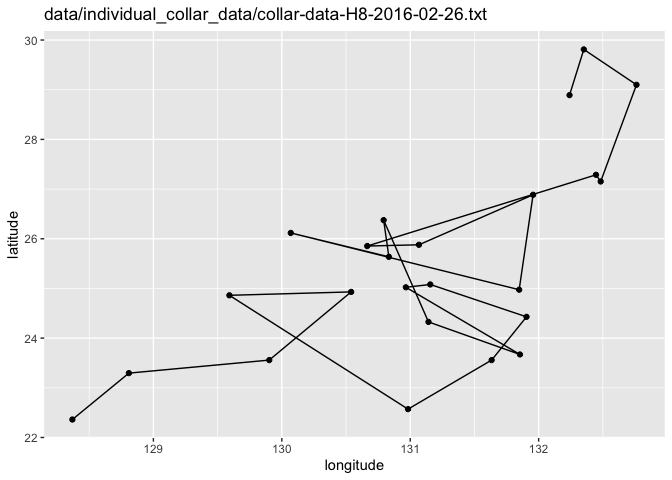 data/individual_collar_data/collar-data-H8-2016-02-26.txt
30
28
26
24
22
latitude
129 130 131 132
longitude